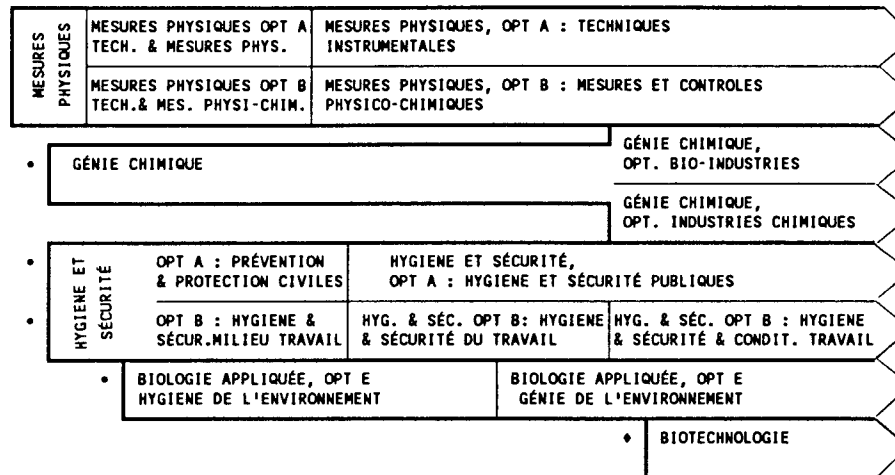 MESURES
PHYSIQUES
MESURES PHYSIQUES OPT A
TECH. & MESURES PHYS.
MESURES PHYSIQUES, OPT A : TECHNIQUES
INSTRUMENTALES
MESURES PHYSIQUES OPT B
TECH.& MES. PHYSI-CHIM.
MESURES PHYSIQUES, OPT B : MESURES ET CONTROLES
PHYSICO-CHIMIQUES
• GÉNIE CHIMIQUE
GÉNIE CHIMIQUE,
OPT. BIO-INDUSTRIES
GÉNIE CHIMIQUE,
OPT. INDUSTRIES CHIMIQUES
HYGIENE ET
SÉCURITÉ
• OPT A : PRÉVENTION
& PROTECTION CIVILES
HYGIENE ET SÉCURITÉ,
OPT A : HYGIENE ET SÉCURITÉ PUBLIQUES
• OPT B : HYGIENE &
SÉCUR.MILIEU TRAVAIL
HYG. & SÉC. OPT B: HYGIENE
& SÉCURITÉ DU TRAVAIL
HYG. & SÉC. OPT B : HYGIENE
& SÉCURITÉ & CONDIT. TRAVAIL
• BIOLOGIE APPLIQUÉE, OPT E
HYGIENE DE L'ENVIRONNEMENT
BIOLOGIE APPLIQUÉE, OPT E
GÉNIE DE L'ENVIRONNEMENT
♦ BIOTECHNOLOGIE